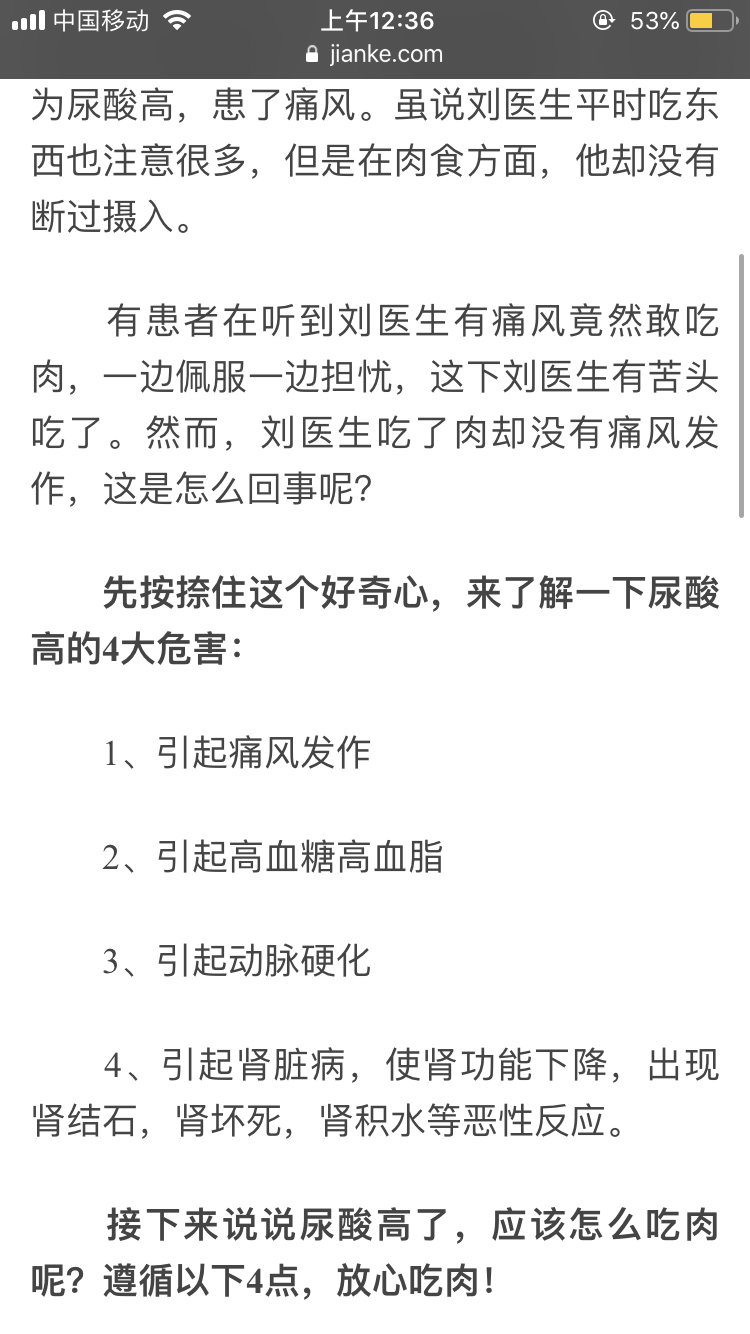 中国移动 上午12:36 53%
jianke.com
为尿酸高，患了痛风。虽说刘医生平时吃东
西也注意很多，但是在肉食方面，他却没有
断过摄入。
有患者在听到刘医生有痛风竟然敢吃
肉，一边佩服一边担忧，这下刘医生有苦头
吃了。然而，刘医生吃了肉却没有痛风发
作，这是怎么回事呢？
先按捺住这个好奇心，来了解一下尿酸
高的4大危害：
1、引起痛风发作
2、引起高血糖高血脂
3、引起动脉硬化
4、引起肾脏病，使肾功能下降，出现
肾结石，肾坏死，肾积水等恶性反应。
接下来说说尿酸高了，应该怎么吃肉
呢？遵循以下4点，放心吃肉！